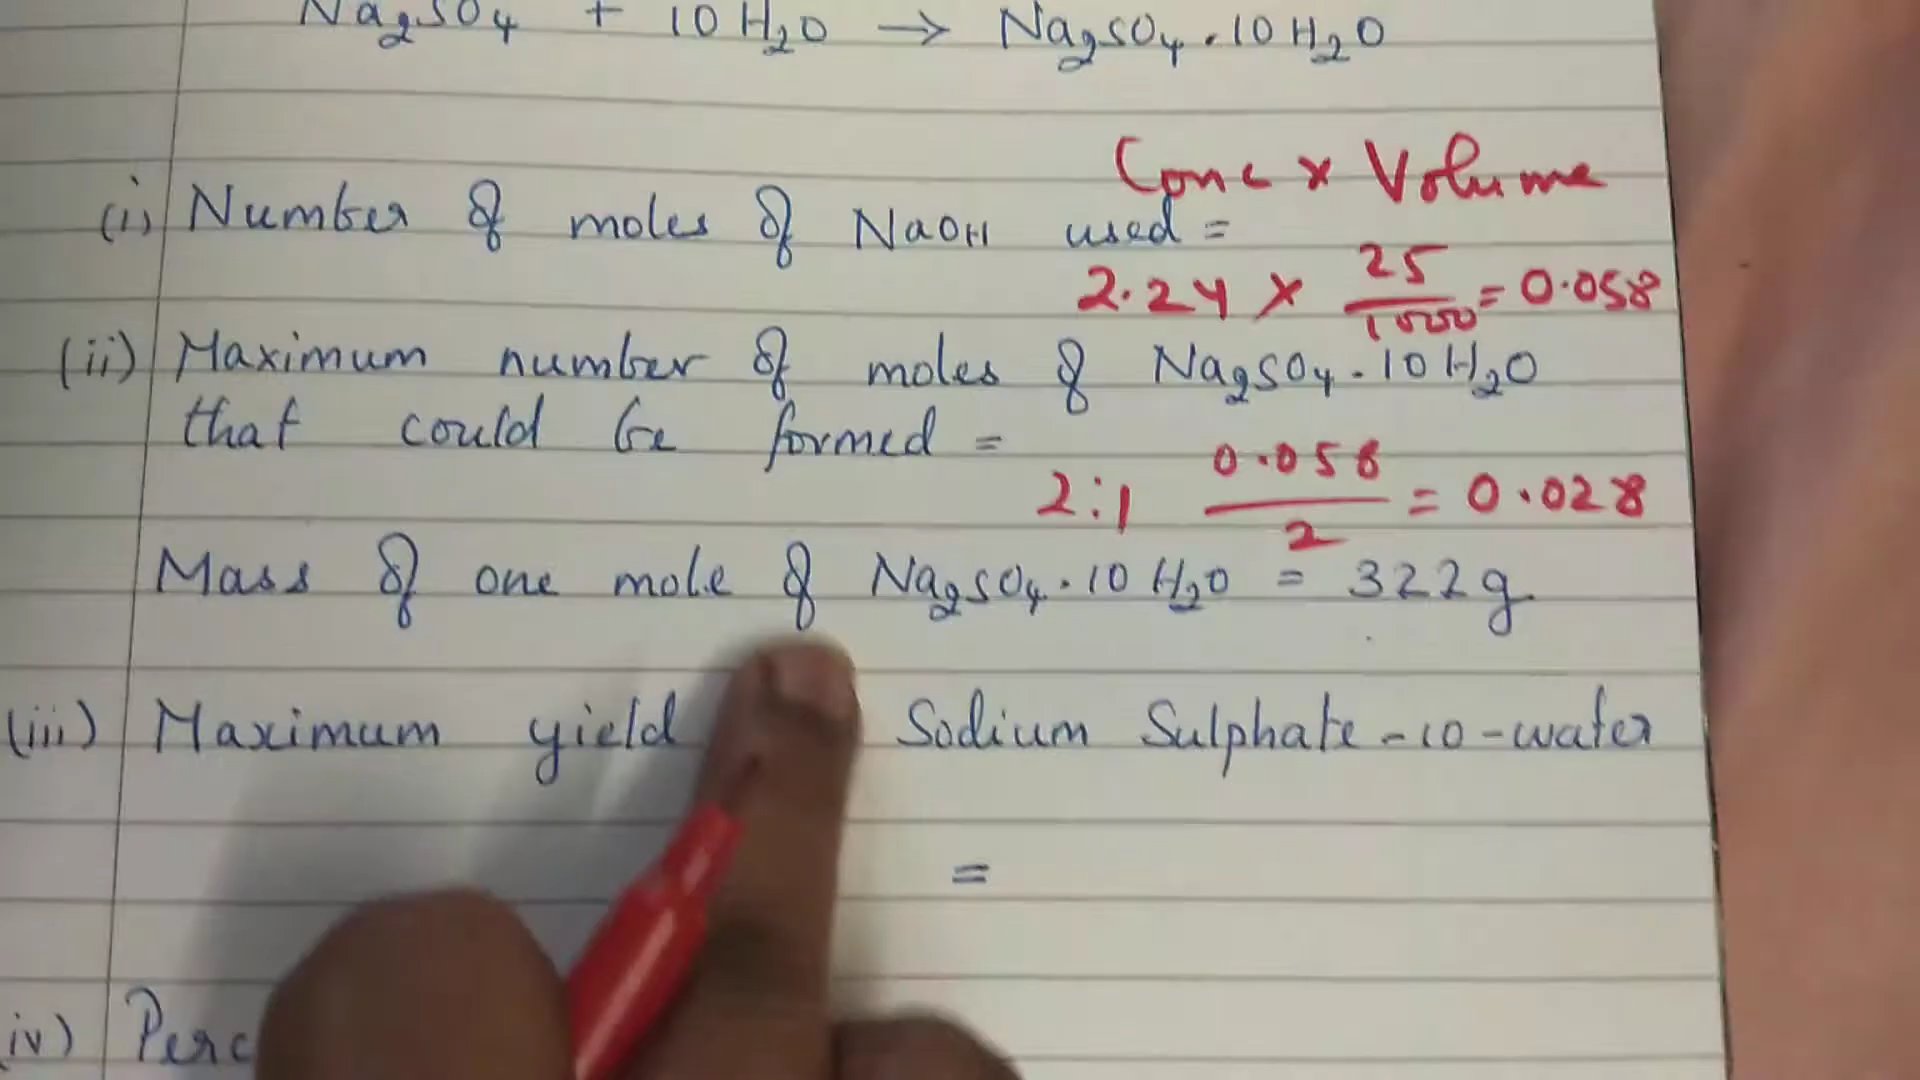 Na2SO4 + 10 H2O → Na2SO4 . 10 H2O
Conc x Volume
(i) Number of moles of NaOH used =
2.24 x 25/1000 = 0.058
(ii) Maximum number of moles of Na2SO4 . 10 H2O
that could be formed =
2:1 0.058/2 = 0.028
Mass of one mole of Na2SO4 . 10 H2O = 322g
(iii) Maximum yield Sodium Sulphate - 10 - water
=
iv) Perc